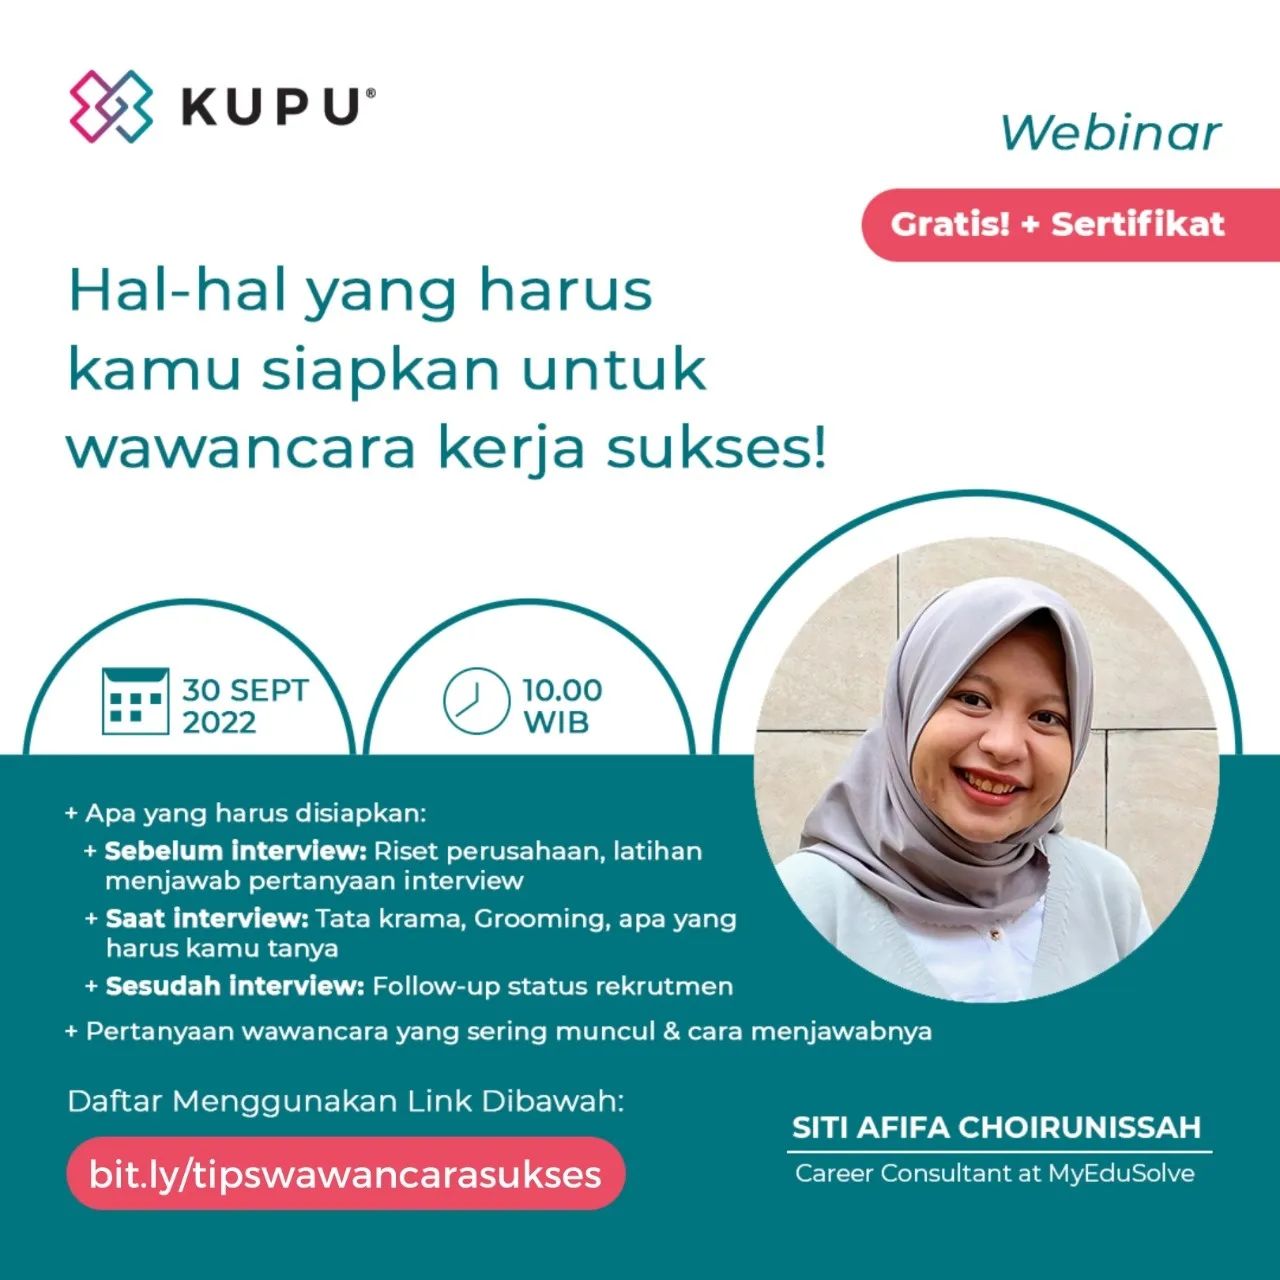 KUPU®
Webinar
Gratis! + Sertifikat
Hal-hal yang harus
kamu siapkan untuk
wawancara kerja sukses!
30 SEPT
2022
10.00
WIB
+ Apa yang harus disiapkan:
+ Sebelum interview: Riset perusahaan, latihan
menjawab pertanyaan interview
+ Saat interview: Tata krama, Grooming, apa yang
harus kamu tanya
+ Sesudah interview: Follow-up status rekrutmen
+ Pertanyaan wawancara yang sering muncul & cara menjawabnya
Daftar Menggunakan Link Dibawah:
bit.ly/tipswawancarasukses
SITI AFIFA CHOIRUNISSAH
Career Consultant at MyEduSolve